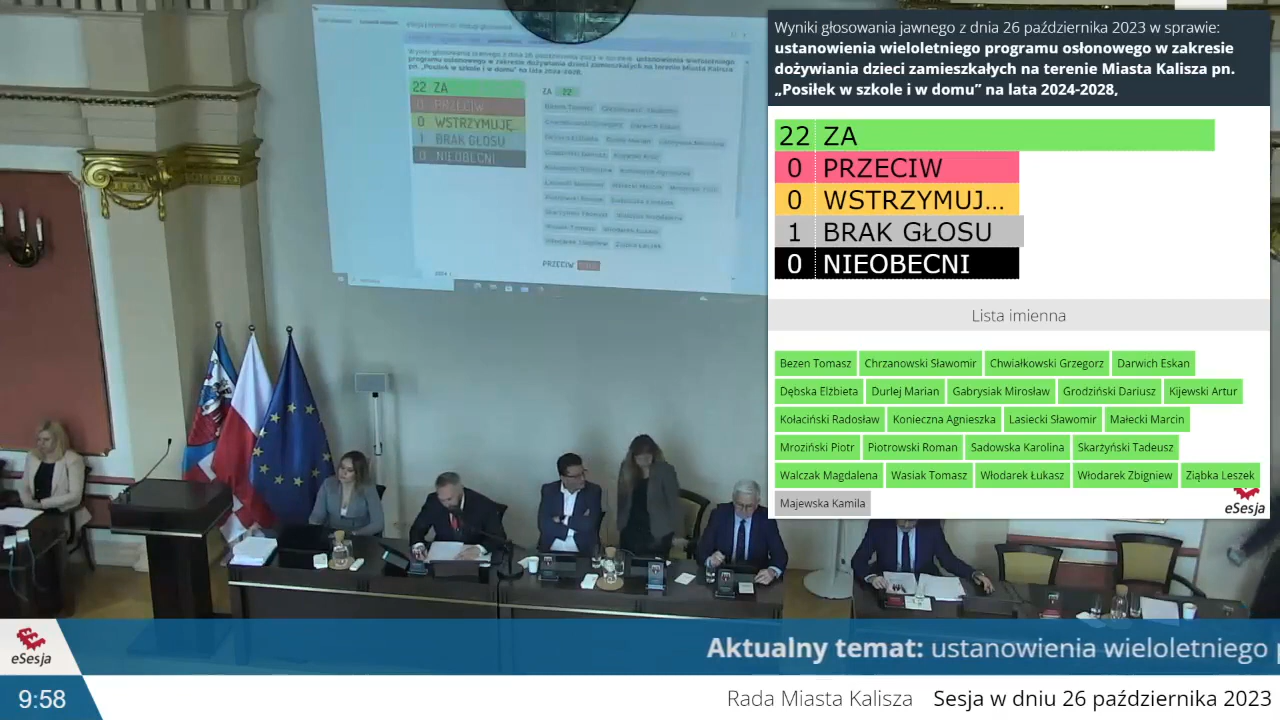 Wyniki głosowania jawnego z dnia 26 października 2023 w sprawie:
ustanowienia wieloletniego programu osłonowego w zakresie
dożywiania dzieci zamieszkałych na terenie Miasta Kalisza pn.
„Posiłek w szkole i w domu” na lata 2024-2028,
22 ZA
0 PRZECIW
0 WSTRZYMUJ...
1 BRAK GŁOSU
0 NIEOBECNI
Lista imienna
Bezen Tomasz Chrzanowski Sławomir Chwiałkowski Grzegorz Darwich Eskan
Dębska Elżbieta Durlej Marian Gabrysiak Mirosław Grodziński Dariusz Kijewski Artur
Kołaciński Radosław Konieczna Agnieszka Lasiecki Sławomir Małecki Marcin
Mroziński Piotr Piotrowski Roman Sadowska Karolina Skarżyński Tadeusz
Walczak Magdalena Wasiak Tomasz Włodarek Łukasz Włodarek Zbigniew Ziąbka Leszek
Majewska Kamila
eSesja
22 ZA
0 PRZECIW
0 WSTRZYMUJĘ...
1 BRAK GŁOSU
0 NIEOBECNI
ZA 22
PRZECIW
eSesja
Aktualny temat: ustanowienia wieloletniego
9:58
Rada Miasta Kalisza Sesja w dniu 26 października 2023